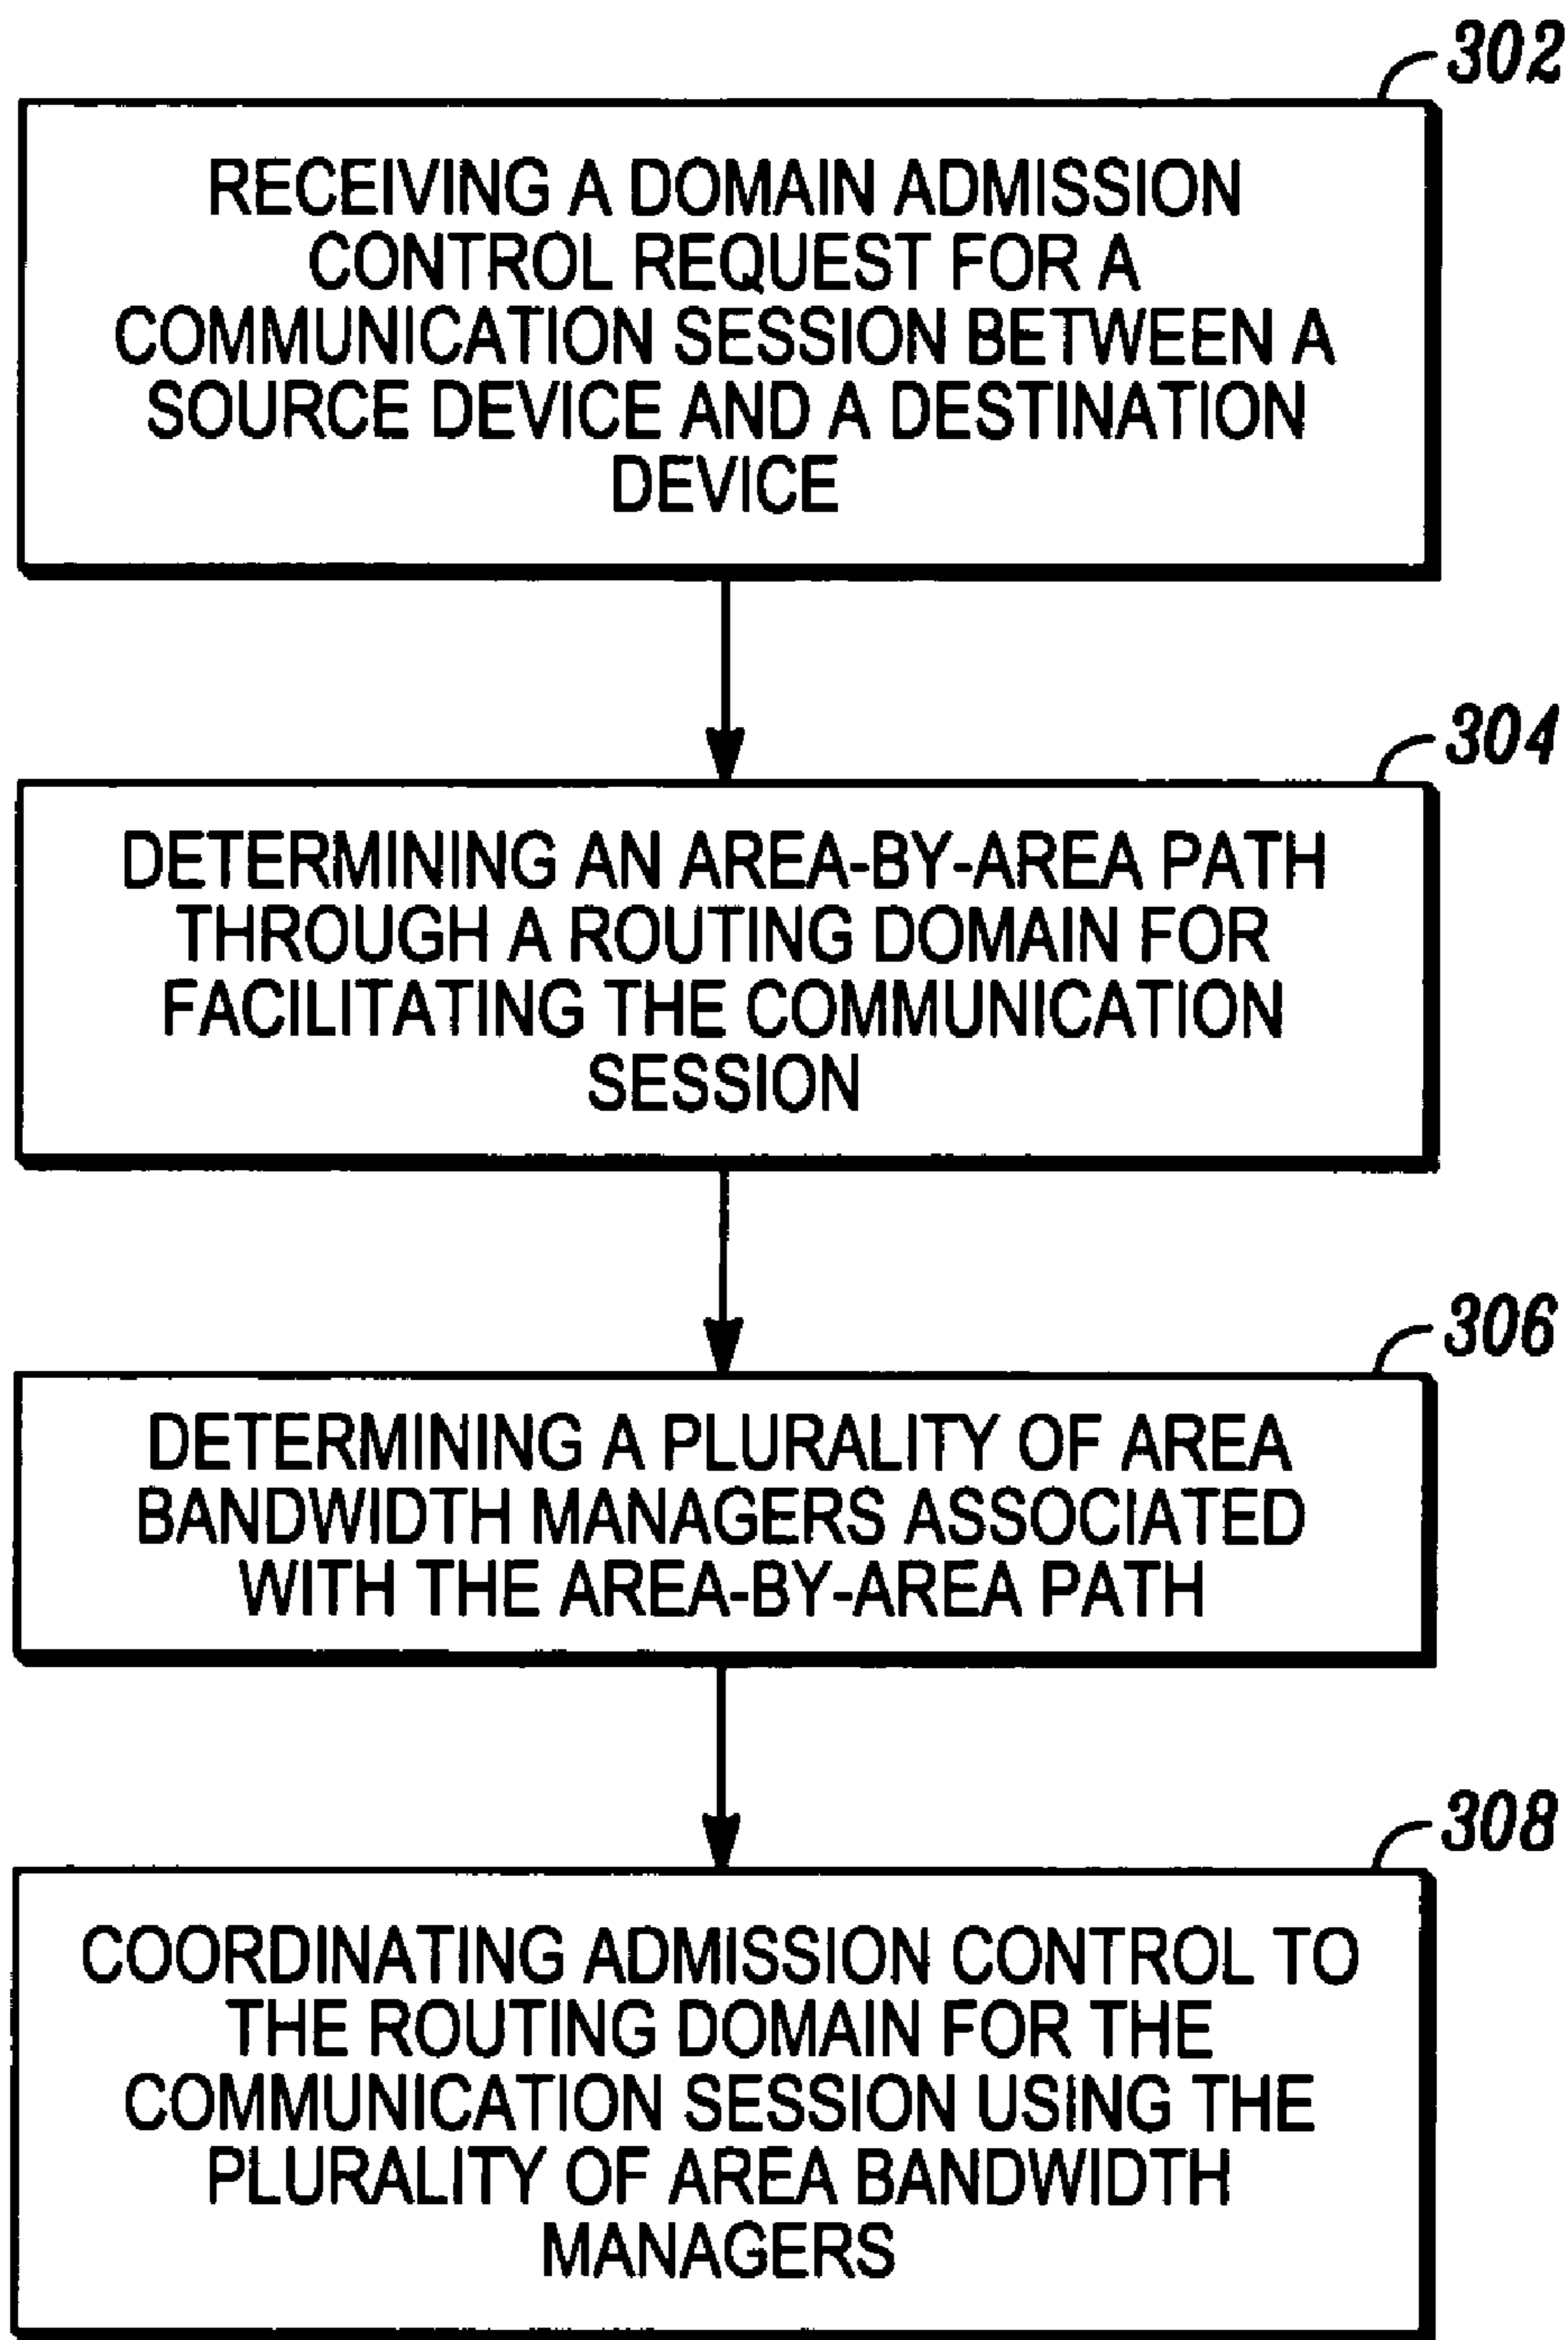 302
RECEIVING A DOMAIN ADMISSION
CONTROL REQUEST FOR A
COMMUNICATION SESSION BETWEEN A
SOURCE DEVICE AND A DESTINATION
DEVICE
304
DETERMINING AN AREA-BY-AREA PATH
THROUGH A ROUTING DOMAIN FOR
FACILITATING THE COMMUNICATION
SESSION
306
DETERMINING A PLURALITY OF AREA
BANDWIDTH MANAGERS ASSOCIATED
WITH THE AREA-BY-AREA PATH
308
COORDINATING ADMISSION CONTROL TO
THE ROUTING DOMAIN FOR THE
COMMUNICATION SESSION USING THE
PLURALITY OF AREA BANDWIDTH
MANAGERS